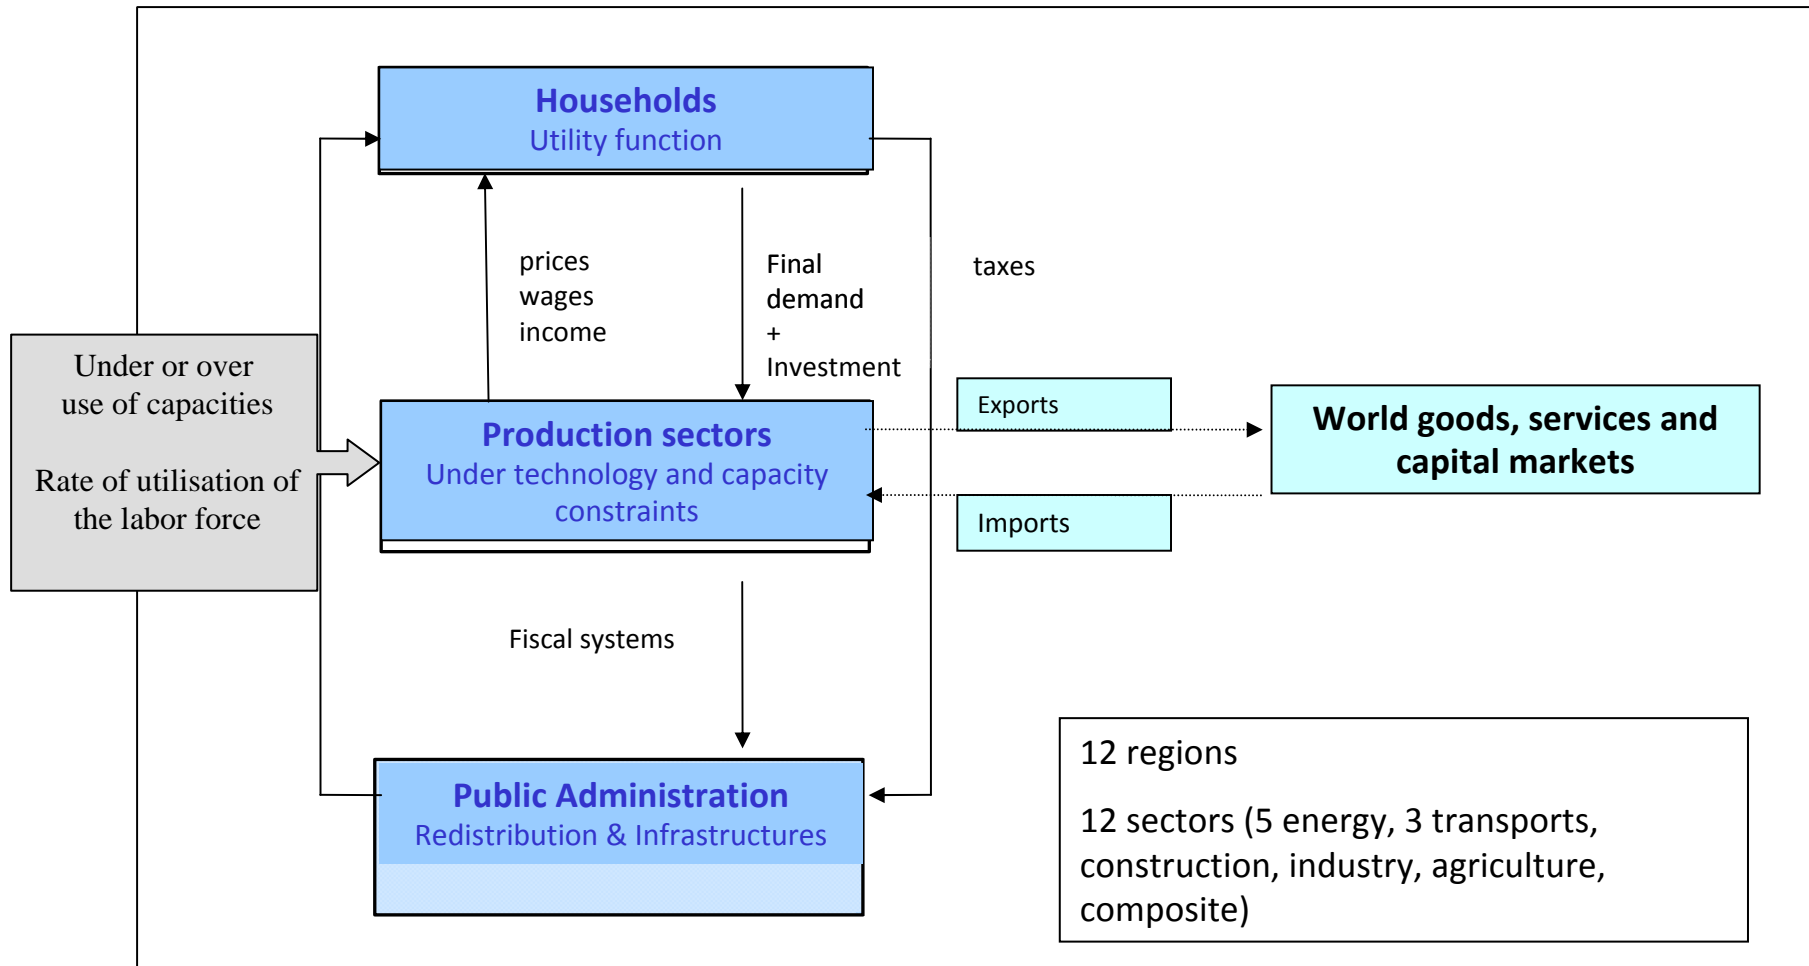 Households
Utility function
prices
wages
income
Final
demand
+
Investment
taxes
Under or over
use of capacities
Rate of utilisation of
the labor force
Production sectors
Under technology and capacity
constraints
Exports
Imports
World goods, services and
capital markets
Fiscal systems
Public Administration
Redistribution & Infrastructures
12 regions
12 sectors (5 energy, 3 transports,
construction, industry, agriculture,
composite)